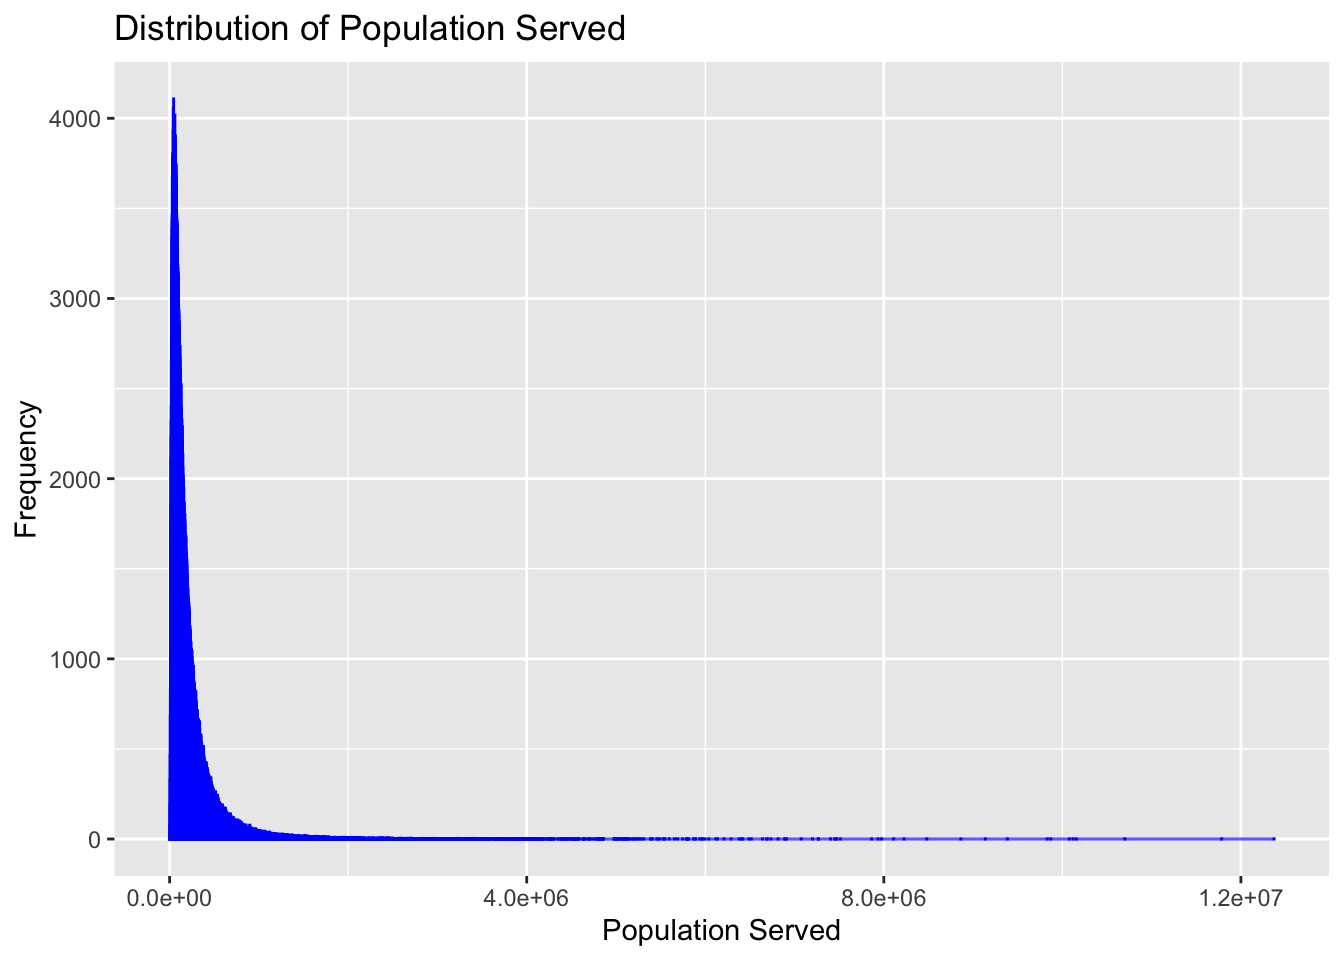 Distribution of Population Served
Frequency
4000
3000
2000
1000
0
0.0e+00 4.0e+06 8.0e+06 1.2e+07
Population Served